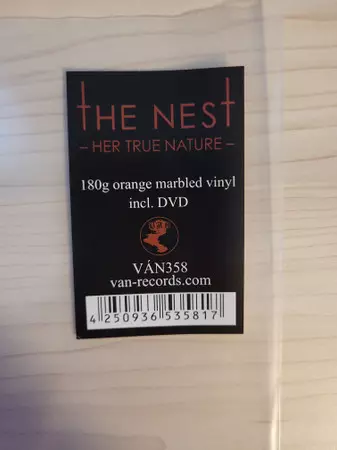 THE NEST
– HER TRUE NATURE –
180g orange marbled vinyl
incl. DVD
VÁN358
van-records.com
4 250936 535817